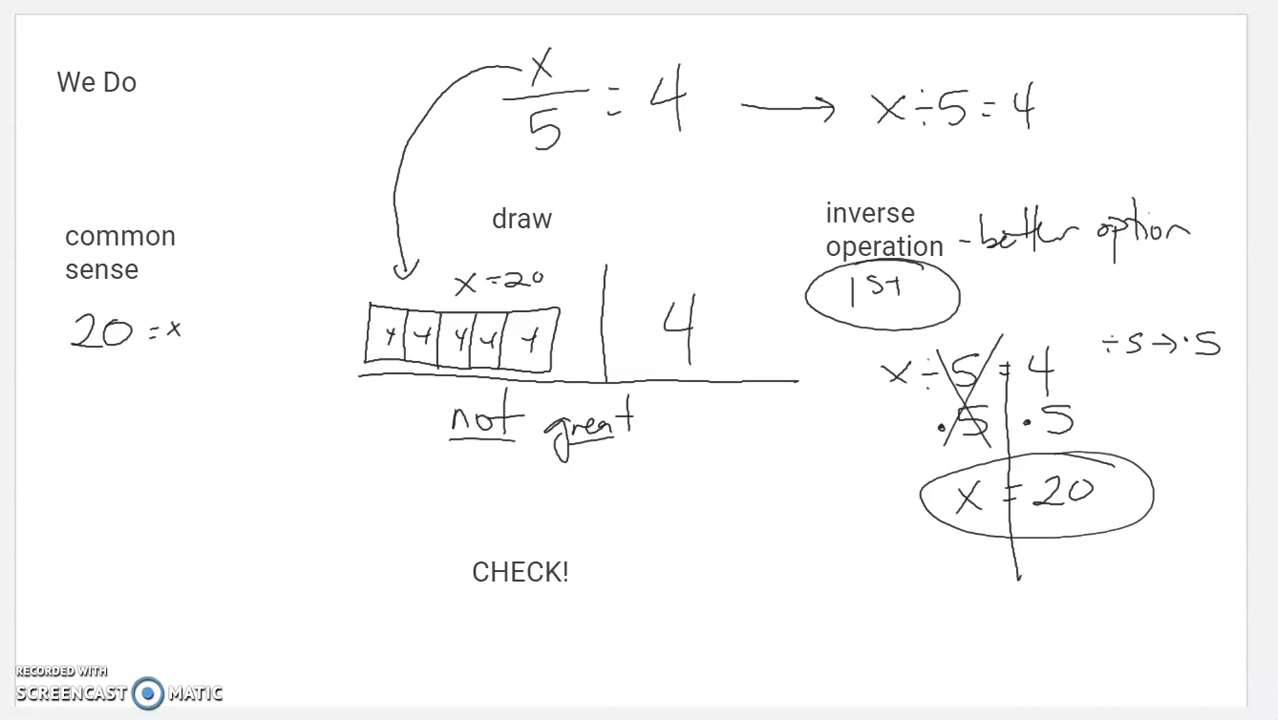 We Do
x/5 = 4 → x ÷ 5 = 4
common
sense
20 = x
draw
x = 20
4 4 4 4 4
4
not great
inverse
operation - better option
1st
÷5 → ·5
x ÷ 5 = 4
·5 ·5
x = 20
CHECK!
RECORDED WITH
SCREENCAST MATIC